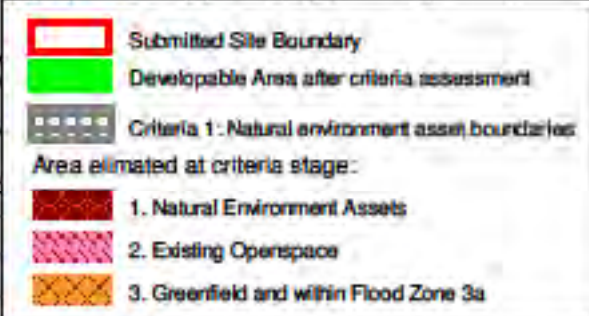 Submitted Site Boundary
Developable Area after criteria assessment
Criteria 1: Natural environment asset boundaries
Area elimated at criteria stage:
1. Natural Environment Assets
2. Existing Openspace
3. Greenfield and within Flood Zone 3a